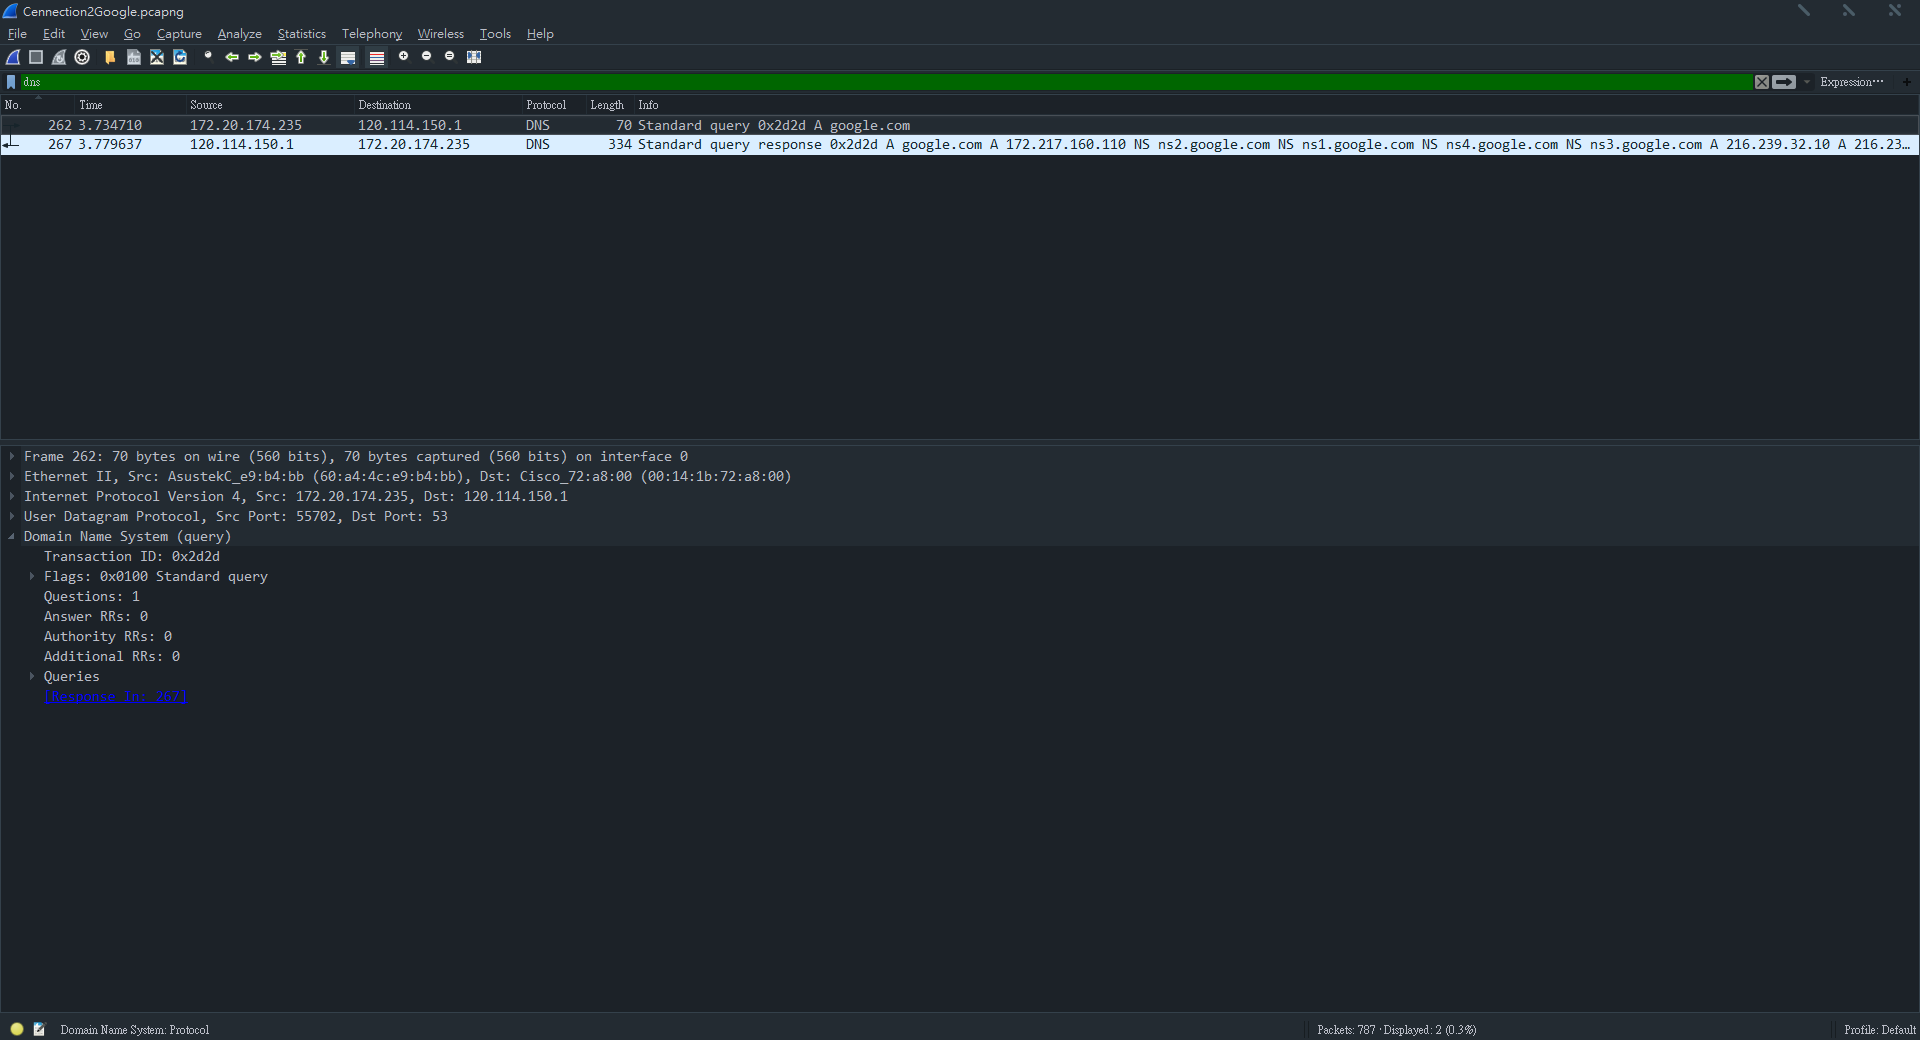 Cennection2Google.pcapng
File Edit View Go Capture Analyze Statistics Telephony Wireless Tools Help
dns Expression⋯ +
No. Time Source Destination Protocol Length Info
262 3.734710 172.20.174.235 120.114.150.1 DNS 70 Standard query 0x2d2d A google.com
267 3.779637 120.114.150.1 172.20.174.235 DNS 334 Standard query response 0x2d2d A google.com A 172.217.160.110 NS ns2.google.com NS ns1.google.com NS ns4.google.com NS ns3.google.com A 216.239.32.10 A 216.23…
Frame 262: 70 bytes on wire (560 bits), 70 bytes captured (560 bits) on interface 0
Ethernet II, Src: AsustekC_e9:b4:bb (60:a4:4c:e9:b4:bb), Dst: Cisco_72:a8:00 (00:14:1b:72:a8:00)
Internet Protocol Version 4, Src: 172.20.174.235, Dst: 120.114.150.1
User Datagram Protocol, Src Port: 55702, Dst Port: 53
Domain Name System (query)
Transaction ID: 0x2d2d
Flags: 0x0100 Standard query
Questions: 1
Answer RRs: 0
Authority RRs: 0
Additional RRs: 0
Queries
[Response In: 267]
Domain Name System: Protocol Packets: 787 · Displayed: 2 (0.3%) Profile: Default